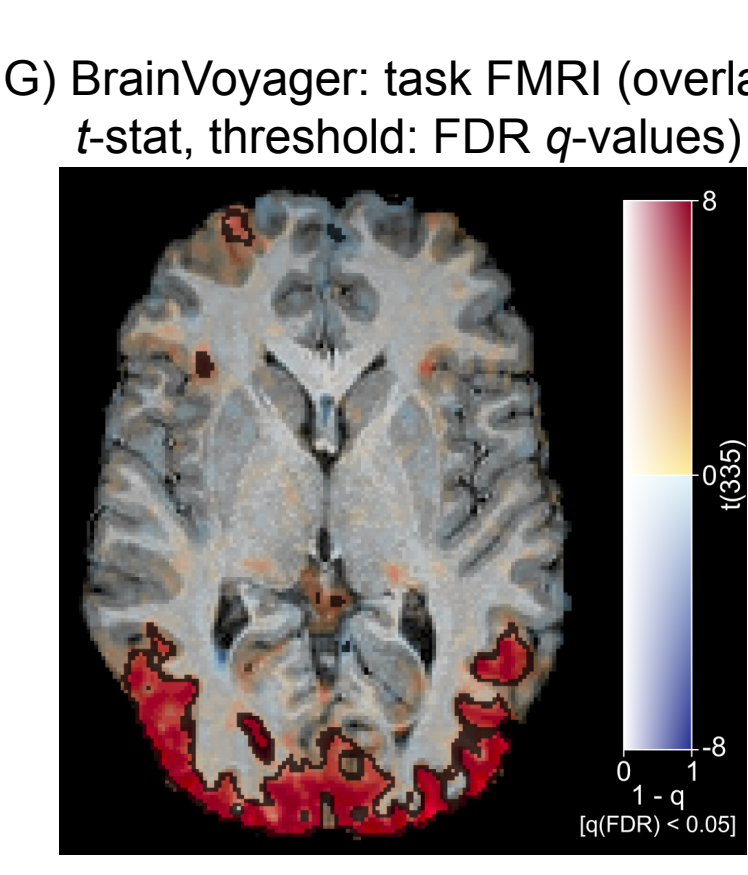 G) BrainVoyager: task FMRI (overla
t-stat, threshold: FDR q-values)
8
0
t(335)
-8
0 1
1 - q
[q(FDR) < 0.05]